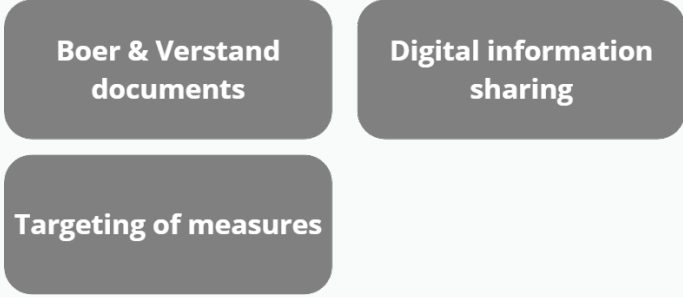 Boer & Verstand
documents
Digital information
sharing
Targeting of measures